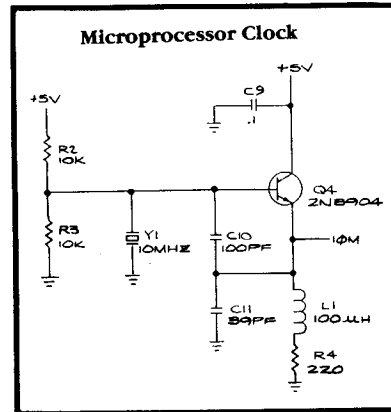 Microprocessor Clock
+5V
C9
.1
+5V
R2
10K
Q4
2N3904
R3
10K
Y1
10MHZ
C10
100PF
1ØM
C11
39PF
L1
100µH
R4
220